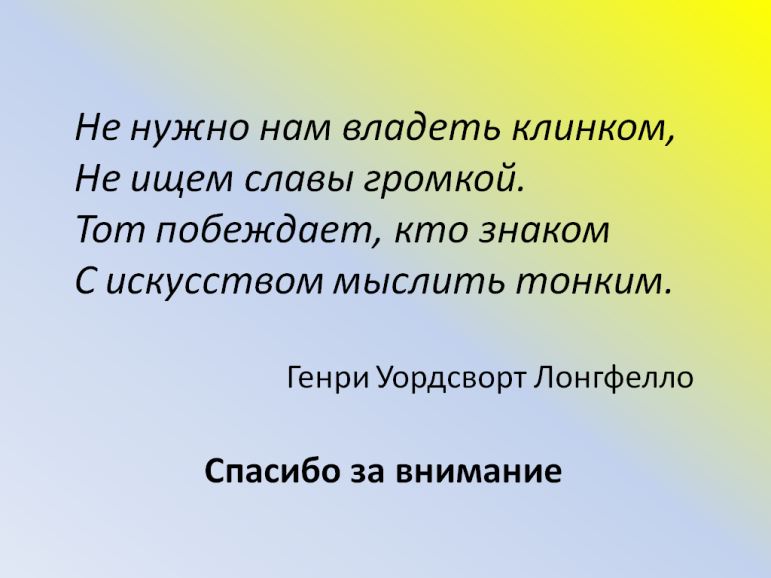 Не нужно нам владеть клинком,
Не ищем славы громкой.
Тот побеждает, кто знаком
С искусством мыслить тонким.
Генри Уордсворт Лонгфелло
Спасибо за внимание